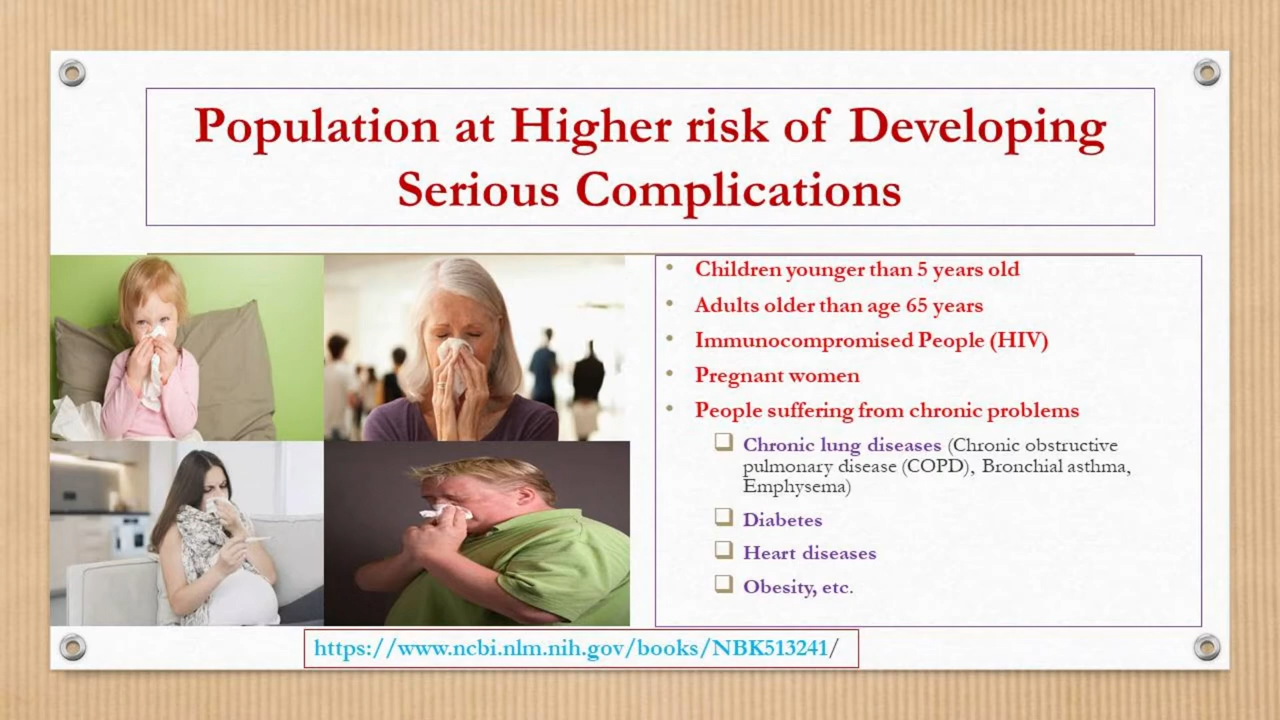 Population at Higher risk of Developing
Serious Complications
• Children younger than 5 years old
• Adults older than age 65 years
• Immunocompromised People (HIV)
• Pregnant women
• People suffering from chronic problems
❑ Chronic lung diseases (Chronic obstructive
pulmonary disease (COPD), Bronchial asthma,
Emphysema)
❑ Diabetes
❑ Heart diseases
❑ Obesity, etc.
https://www.ncbi.nlm.nih.gov/books/NBK513241/